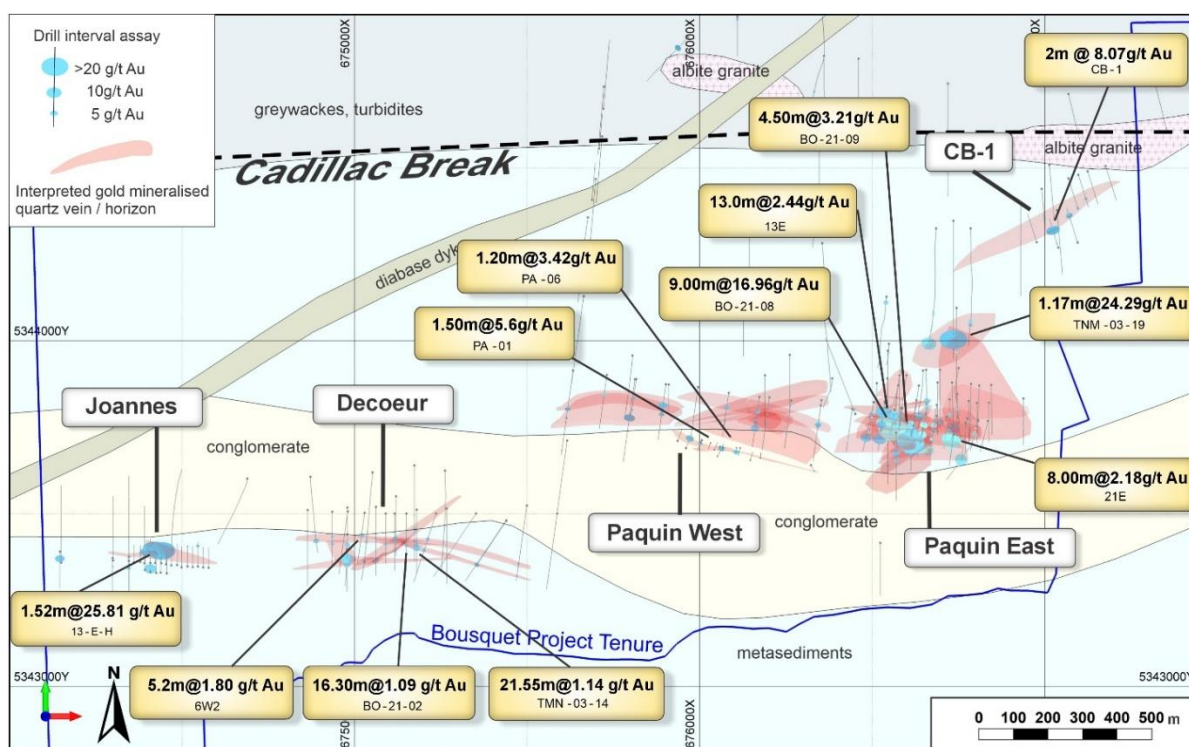 Drill interval assay
>20 g/t Au
10g/t Au
5 g/t Au
Interpreted gold mineralised
quartz vein / horizon
675000X
676000X
albite granite
greywackes, turbidites
2m @ 8.07g/t Au
CB-1
4.50m@3.21g/t Au
BO-21-09
CB-1
albite granite
Cadillac Break
13.0m@2.44g/t Au
13E
diabase dyk
1.20m@3.42g/t Au
PA -06
9.00m@16.96g/t Au
BO-21-08
1.50m@5.6g/t Au
PA - 01
1.17m@24.29g/t Au
TNM -03 -19
5344000Y
5344000Y
Joannes
Decoeur
conglomerate
8.00m@2.18g/t Au
21E
Paquin West
conglomerate
Paquin East
1.52m@25.81 g/t Au
13 -E-H
Bousquet Project Tenure
metasediments
5.2m@1.80 g/t Au
6W2
16.30m@1.09 g/t Au
BO-21-02
21.55m@1.14 g/t Au
TMN -03-14
5343000Y
5343000Y
N
675000X
676000X
0 100 200 300 400 500 m